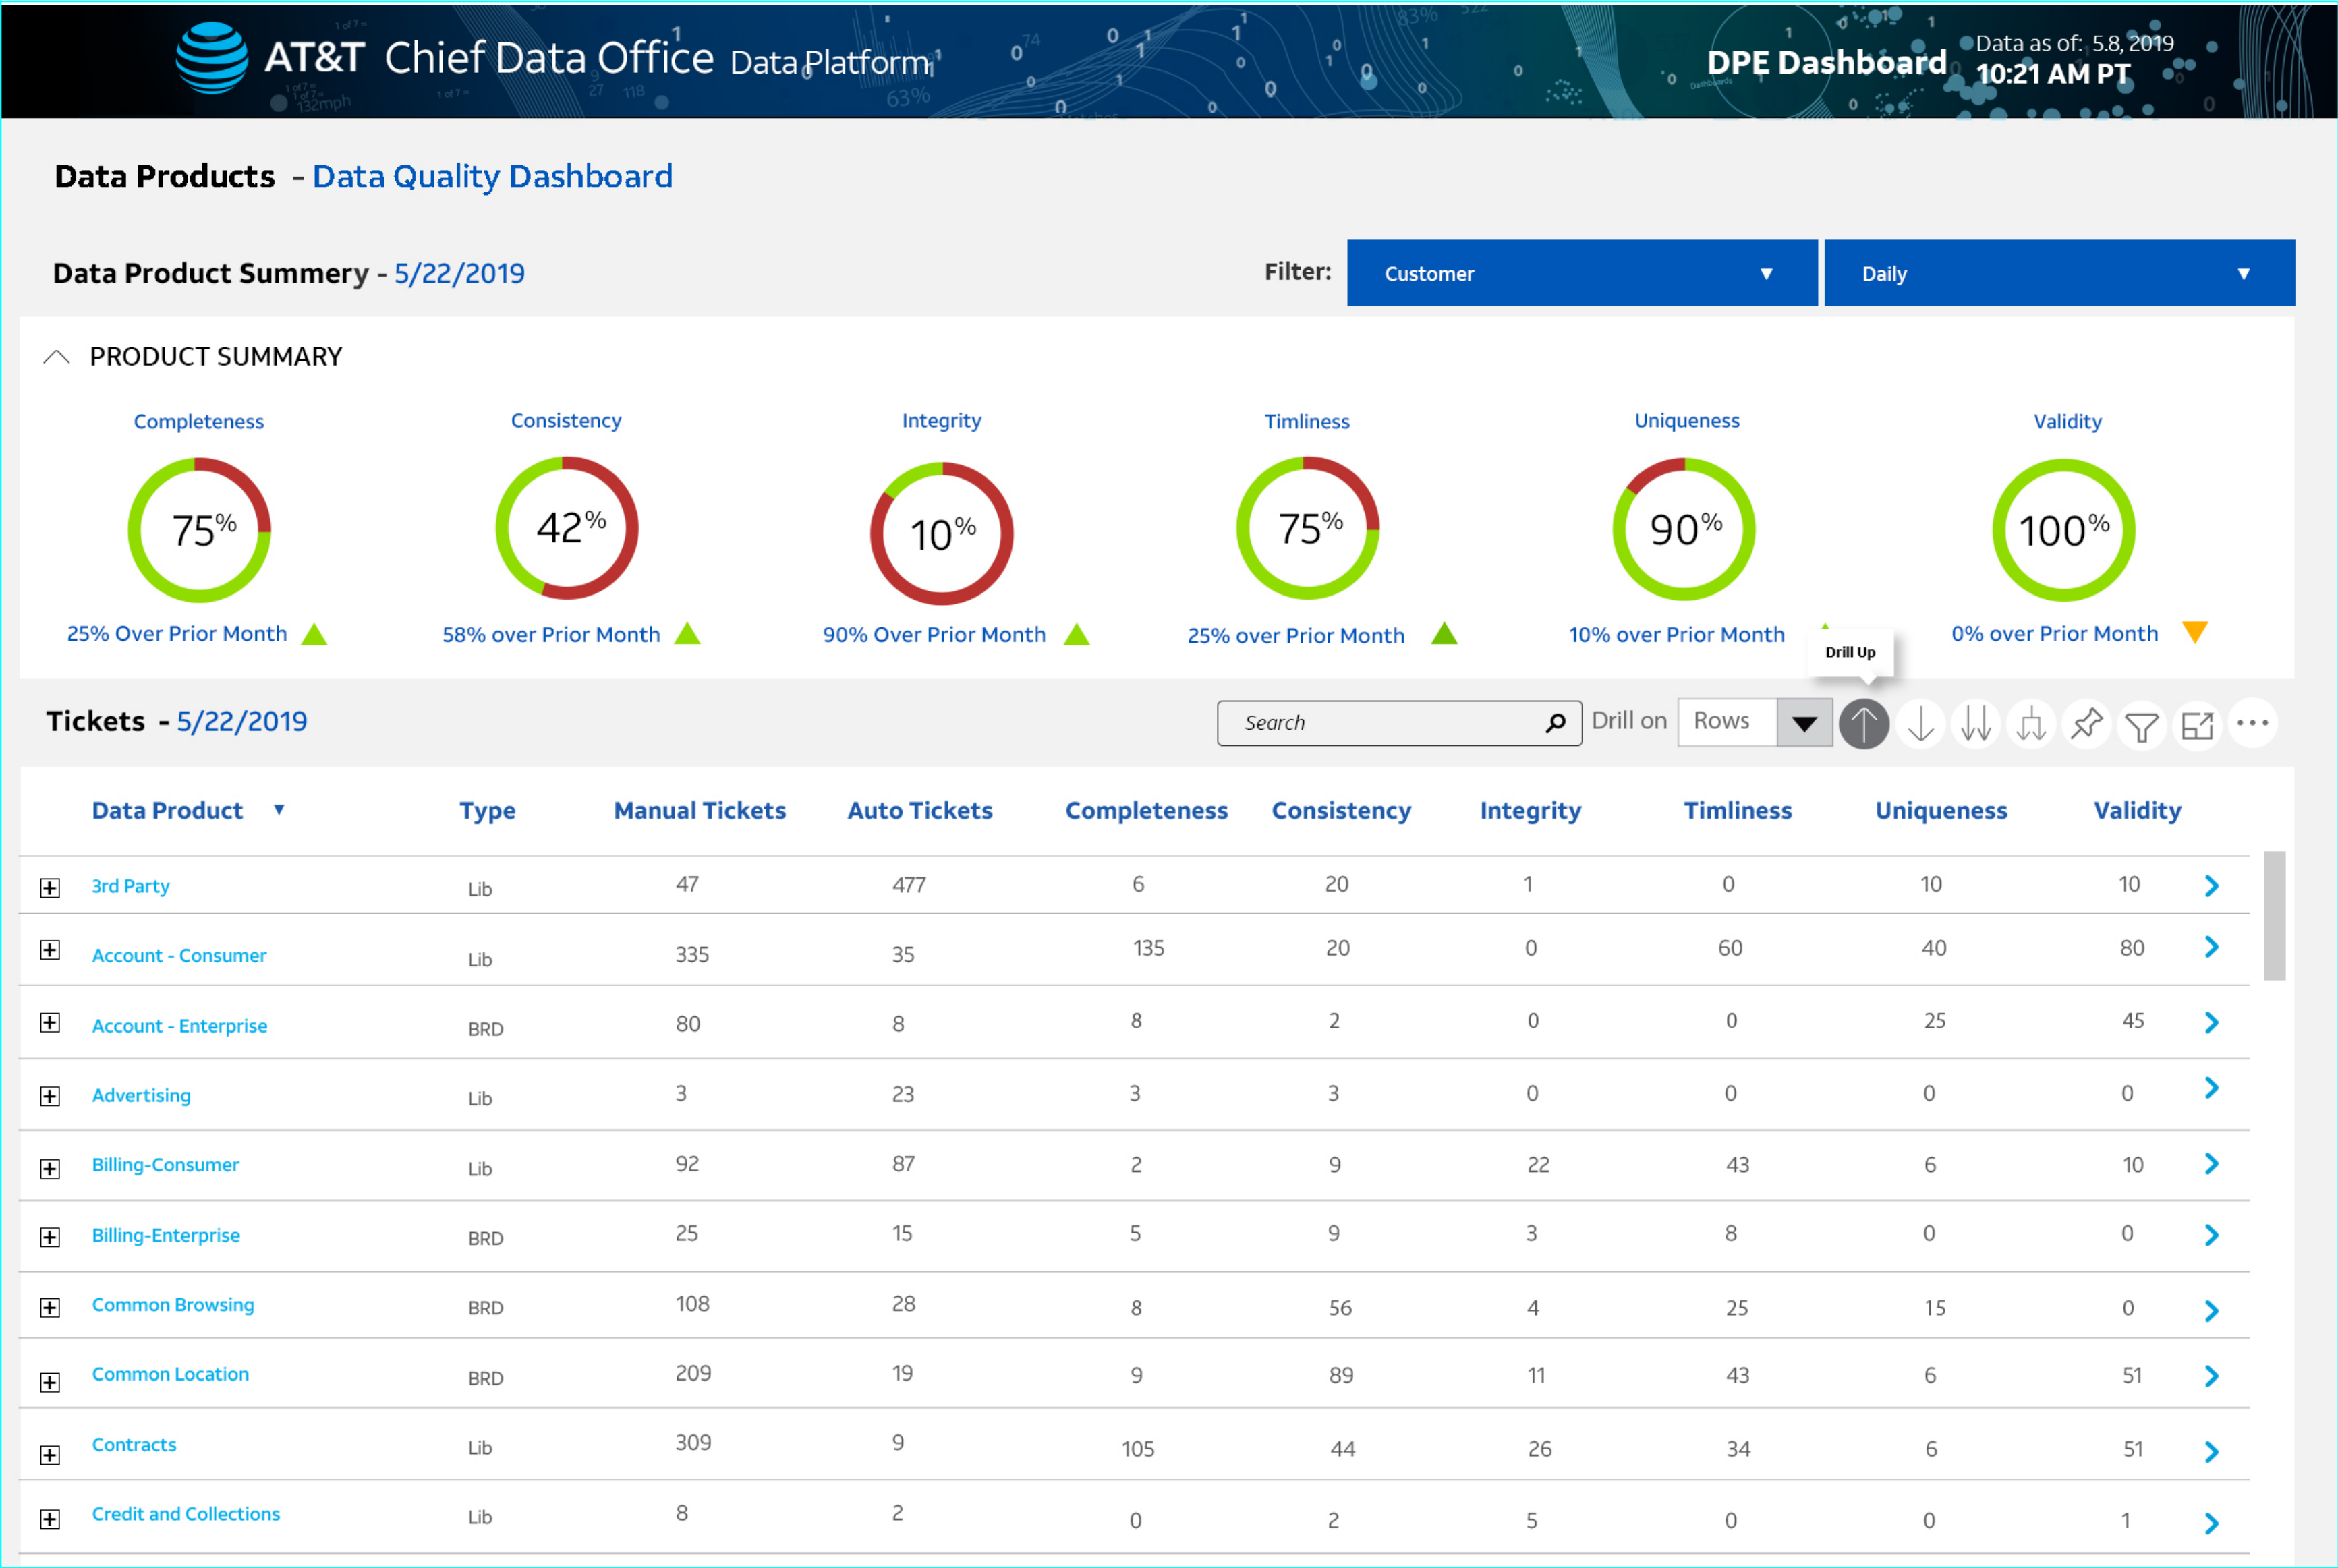 AT&T Chief Data Office Data Platform
DPE Dashboard
Data as of: 5.8, 2019
10:21 AM PT
Data Products - Data Quality Dashboard
Data Product Summery - 5/22/2019
Filter: Customer Daily
PRODUCT SUMMARY
Completeness Consistency Integrity Timliness Uniqueness Validity
75% 42% 10% 75% 90% 100%
25% Over Prior Month 58% over Prior Month 90% Over Prior Month 25% over Prior Month 10% over Prior Month 0% over Prior Month
Drill Up
Tickets - 5/22/2019 Search Drill on Rows
Data Product Type Manual Tickets Auto Tickets Completeness Consistency Integrity Timliness Uniqueness Validity
3rd Party Lib 47 477 6 20 1 0 10 10
Account - Consumer Lib 335 35 135 20 0 60 40 80
Account - Enterprise BRD 80 8 8 2 0 0 25 45
Advertising Lib 3 23 3 3 0 0 0 0
Billing-Consumer Lib 92 87 2 9 22 43 6 10
Billing-Enterprise BRD 25 15 5 9 3 8 0 0
Common Browsing BRD 108 28 8 56 4 25 15 0
Common Location BRD 209 19 9 89 11 43 6 51
Contracts Lib 309 9 105 44 26 34 6 51
Credit and Collections Lib 8 2 0 2 5 0 0 1